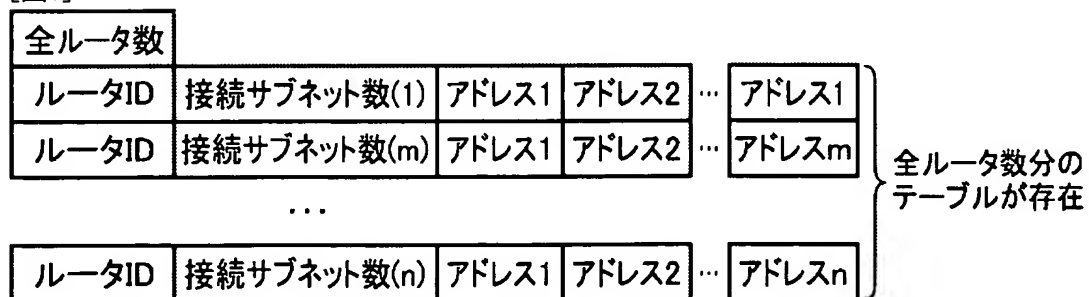 全ルータ数
ルータID 接続サブネット数(1) アドレス1 アドレス2 … アドレス1
ルータID 接続サブネット数(m) アドレス1 アドレス2 … アドレスm
全ルータ数分の
テーブルが存在
…
ルータID 接続サブネット数(n) アドレス1 アドレス2 … アドレスn